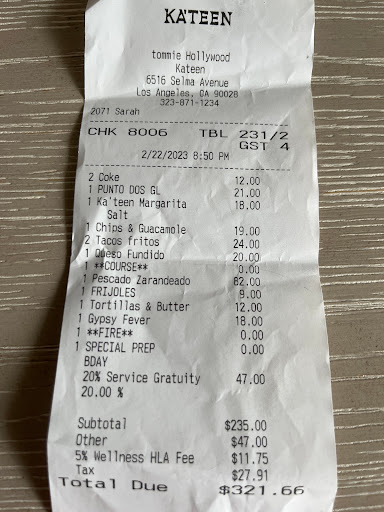 KA'TEEN
tommie Hollywood
Kateen
6516 Selma Avenue
Los Angeles, CA 90028
323-871-1234
2071 Sarah
CHK 8006 TBL 231/2
GST 4
2/22/2023 8:50 PM
2 Coke 12.00
1 PUNTO DOS GL 21.00
1 Ka'teen Margarita 18.00
Salt
1 Chips & Guacamole 19.00
2 Tacos fritos 24.00
1 Queso Fundido 20.00
1 **COURSE** 0.00
1 Pescado Zarandeado 82.00
1 FRIJOLES 9.00
1 Tortillas & Butter 12.00
1 Gypsy Fever 18.00
1 **FIRE** 0.00
1 SPECIAL PREP 0.00
BDAY
20% Service Gratuity 47.00
20.00 %
Subtotal $235.00
Other $47.00
5% Wellness HLA Fee $11.75
Tax $27.91
Total Due $321.66